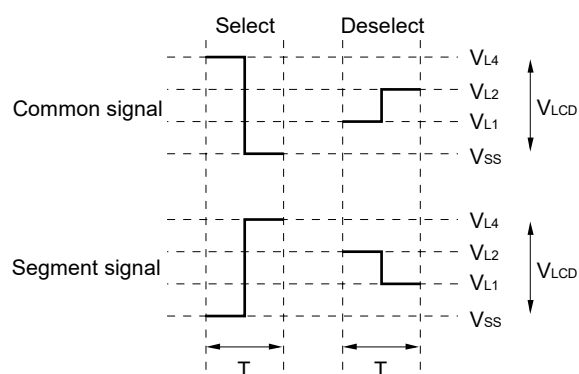 Select Deselect
Common signal
VL4
VL2
VL1
VSS
VLCD
Segment signal
VL4
VL2
VL1
VSS
VLCD
T T